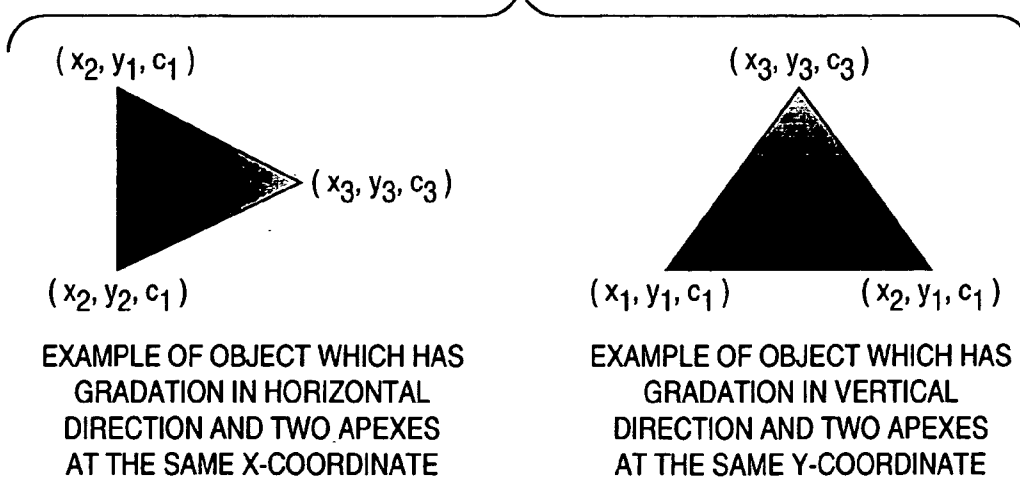 (x2, y1, c1)
(x3, y3, c3)
(x2, y2, c1)
EXAMPLE OF OBJECT WHICH HAS
GRADATION IN HORIZONTAL
DIRECTION AND TWO APEXES
AT THE SAME X-COORDINATE
(x3, y3, c3)
(x1, y1, c1)
(x2, y1, c1)
EXAMPLE OF OBJECT WHICH HAS
GRADATION IN VERTICAL
DIRECTION AND TWO APEXES
AT THE SAME Y-COORDINATE